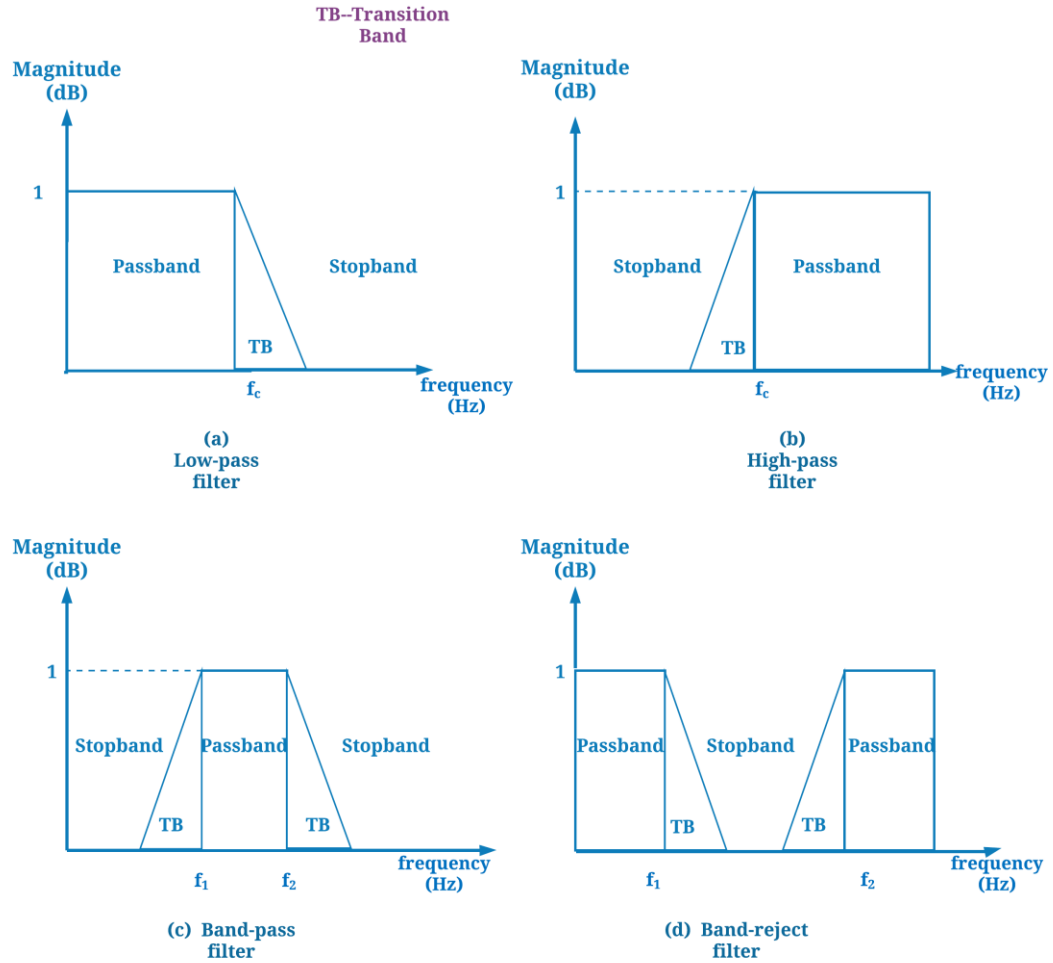 TB--Transition
Band
Magnitude
(dB)
1
Passband
Stopband
TB
f_c
frequency
(Hz)
(a)
Low-pass
filter
Magnitude
(dB)
1
Stopband
Passband
TB
f_c
frequency
(Hz)
(b)
High-pass
filter
Magnitude
(dB)
1
Stopband
Passband
Stopband
TB
TB
f₁
f₂
frequency
(Hz)
(c) Band-pass
filter
Magnitude
(dB)
1
Passband
Stopband
Passband
TB
TB
f₁
f₂
frequency
(Hz)
(d) Band-reject
filter